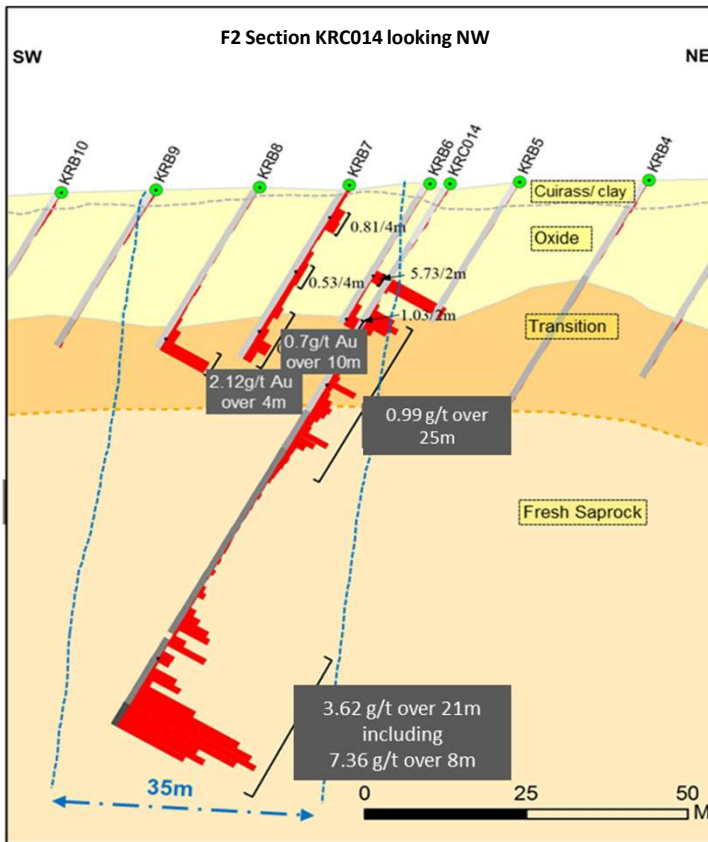 F2 Section KRC014 looking NW
SW
NE
KRB10
KRB9
KRB8
KRB7
KRB6
KRC014
KRB5
KRB4
Cuirass/ clay
0.81/4m
Oxide
0.53/4m
5.73/2m
1.03/2m
Transition
0.7g/t Au
over 10m
2.12g/t Au
over 4m
0.99 g/t over
25m
Fresh Saprock
3.62 g/t over 21m
including
7.36 g/t over 8m
35m
0
25
50
M